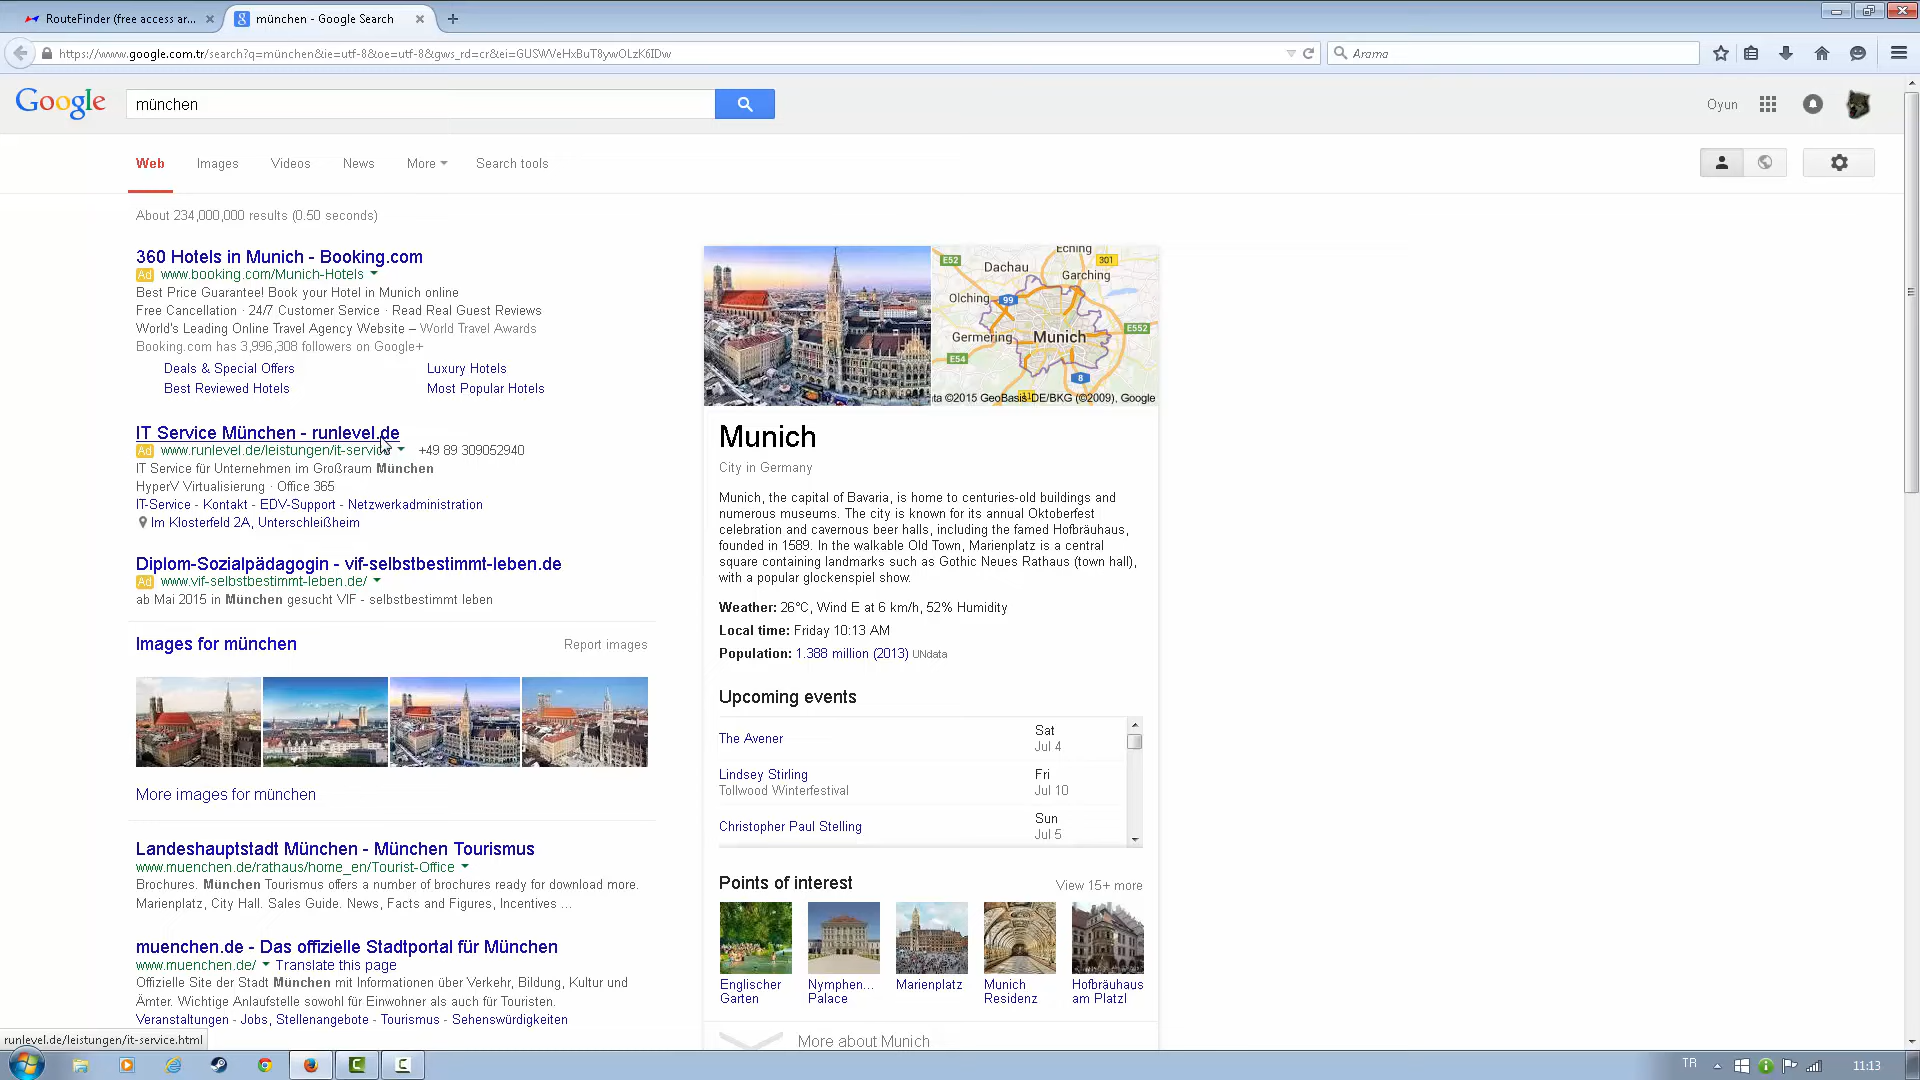 RouteFinder (free access ar...
münchen - Google Search
https://www.google.com.tr/search?q=münchen&ie=utf-8&oe=utf-8&gws_rd=cr&ei=GUSWVeHxBuT8ywOLzK6IDw
Arama
Google
münchen
Oyun
Web
Images
Videos
News
More
Search tools
About 234,000,000 results (0.50 seconds)
360 Hotels in Munich - Booking.com
Ad www.booking.com/Munich-Hotels
Best Price Guarantee! Book your Hotel in Munich online
Free Cancellation · 24/7 Customer Service · Read Real Guest Reviews
World's Leading Online Travel Agency Website – World Travel Awards
Booking.com has 3,996,308 followers on Google+
Deals & Special Offers
Luxury Hotels
Best Reviewed Hotels
Most Popular Hotels
IT Service München - runlevel.de
Ad www.runlevel.de/leistungen/it-service +49 89 309052940
IT Service für Unternehmen im Großraum München
HyperV Virtualisierung · Office 365
IT-Service - Kontakt - EDV-Support - Netzwerkadministration
Im Klosterfeld 2A, Unterschleißheim
Diplom-Sozialpädagogin - vif-selbstbestimmt-leben.de
Ad www.vif-selbstbestimmt-leben.de/
ab Mai 2015 in München gesucht VIF - selbstbestimmt leben
Images for münchen
Report images
More images for münchen
Landeshauptstadt München - München Tourismus
www.muenchen.de/rathaus/home_en/Tourist-Office
Brochures. München Tourismus offers a number of brochures ready for download more.
Marienplatz, City Hall. Sales Guide. News, Facts and Figures, Incentives ...
muenchen.de - Das offizielle Stadtportal für München
www.muenchen.de/ Translate this page
Offizielle Site der Stadt München mit Informationen über Verkehr, Bildung, Kultur und
Ämter. Wichtige Anlaufstelle sowohl für Einwohner als auch für Touristen.
Veranstaltungen - Jobs, Stellenangebote - Tourismus - Sehenswürdigkeiten
E52
Eching
301
Dachau
Garching
Olching
99
E552
Germering
Munich
E54
8
11
ta ©2015 GeoBasis-DE/BKG (©2009), Google
Munich
City in Germany
Munich, the capital of Bavaria, is home to centuries-old buildings and
numerous museums. The city is known for its annual Oktoberfest
celebration and cavernous beer halls, including the famed Hofbräuhaus,
founded in 1589. In the walkable Old Town, Marienplatz is a central
square containing landmarks such as Gothic Neues Rathaus (town hall),
with a popular glockenspiel show.
Weather: 26°C, Wind E at 6 km/h, 52% Humidity
Local time: Friday 10:13 AM
Population: 1.388 million (2013) UNdata
Upcoming events
The Avener
Sat
Jul 4
Lindsey Stirling
Tollwood Winterfestival
Fri
Jul 10
Christopher Paul Stelling
Sun
Jul 5
Points of interest
View 15+ more
Englischer
Garten
Nymphen...
Palace
Marienplatz
Munich
Residenz
Hofbräuhaus
am Platzl
More about Munich
runlevel.de/leistungen/it-service.html
TR
11:13